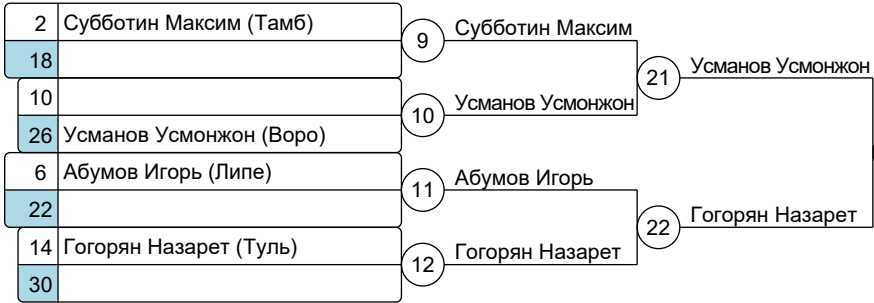 2 Субботин Максим (Тамб)
18
9 Субботин Максим
10
26 Усманов Усмонжон (Воро)
10 Усманов Усмонжон
21 Усманов Усмонжон
6 Абумов Игорь (Липе)
22
11 Абумов Игорь
14 Гогорян Назарет (Туль)
30
12 Гогорян Назарет
22 Гогорян Назарет